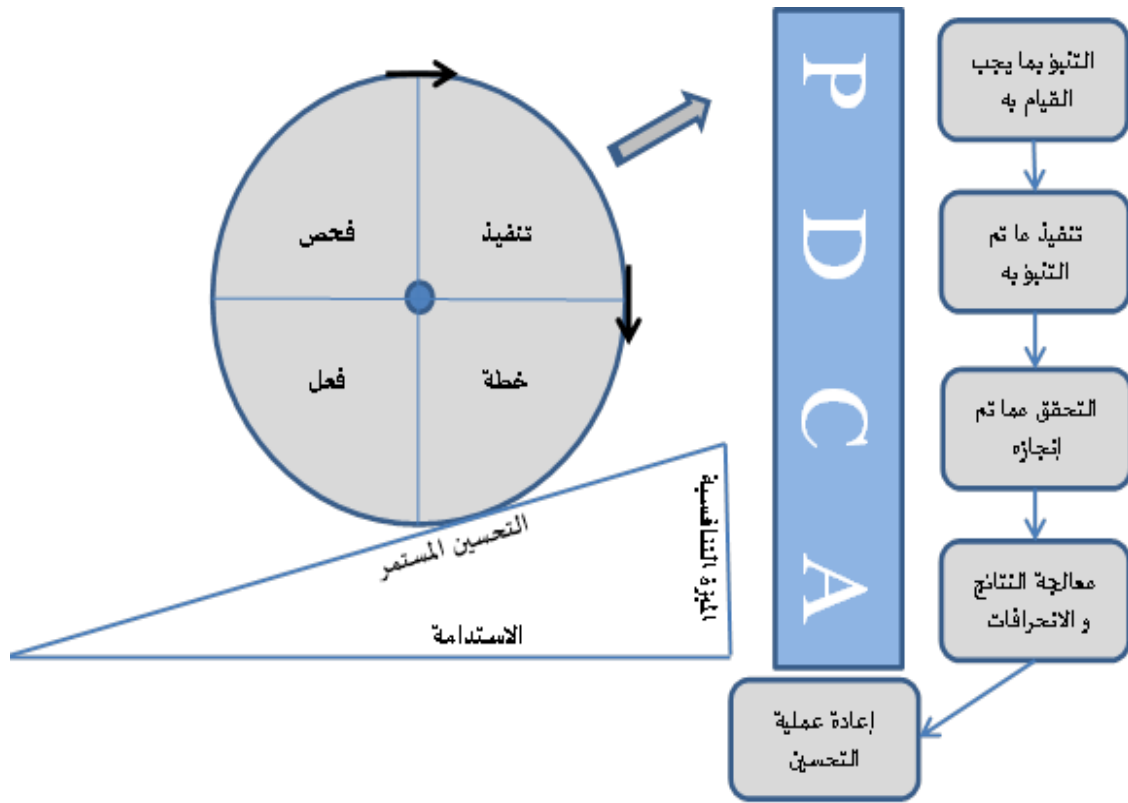 التنبؤ بما يجب
القيام به
تنفيذ ما تم
التنبؤ به
التحقق عما تم
إنجازه
معالجة النتائج
و الانحرافات
إعادة عملية
التحسين
P D C A
تنفيذ
فحص
خطة
فعل
التحسين المستمر
الميزة التنافسية
الاستدامة